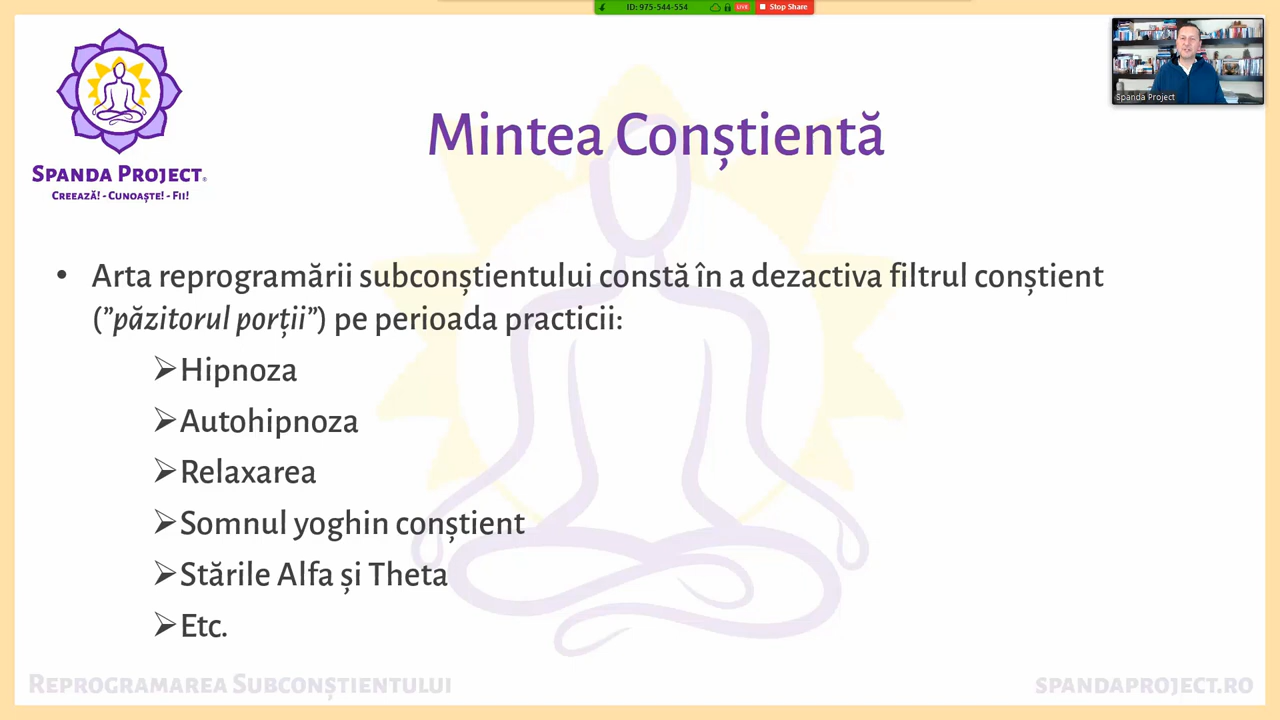 ID: 975-544-554
LIVE
Stop Share
Spanda Project
SPANDA PROJECT®
CREEAZĂ! - CUNOAȘTE! - FII!
Mintea Conștientă
• Arta reprogramării subconștientului constă în a dezactiva filtrul conștient
(”păzitorul porții”) pe perioada practicii:
➢Hipnoza
➢Autohipnoza
➢Relaxarea
➢Somnul yoghin conștient
➢Stările Alfa și Theta
➢Etc.
REPROGRAMAREA SUBCONȘTIENTULUI
SPANDAPROJECT.RO